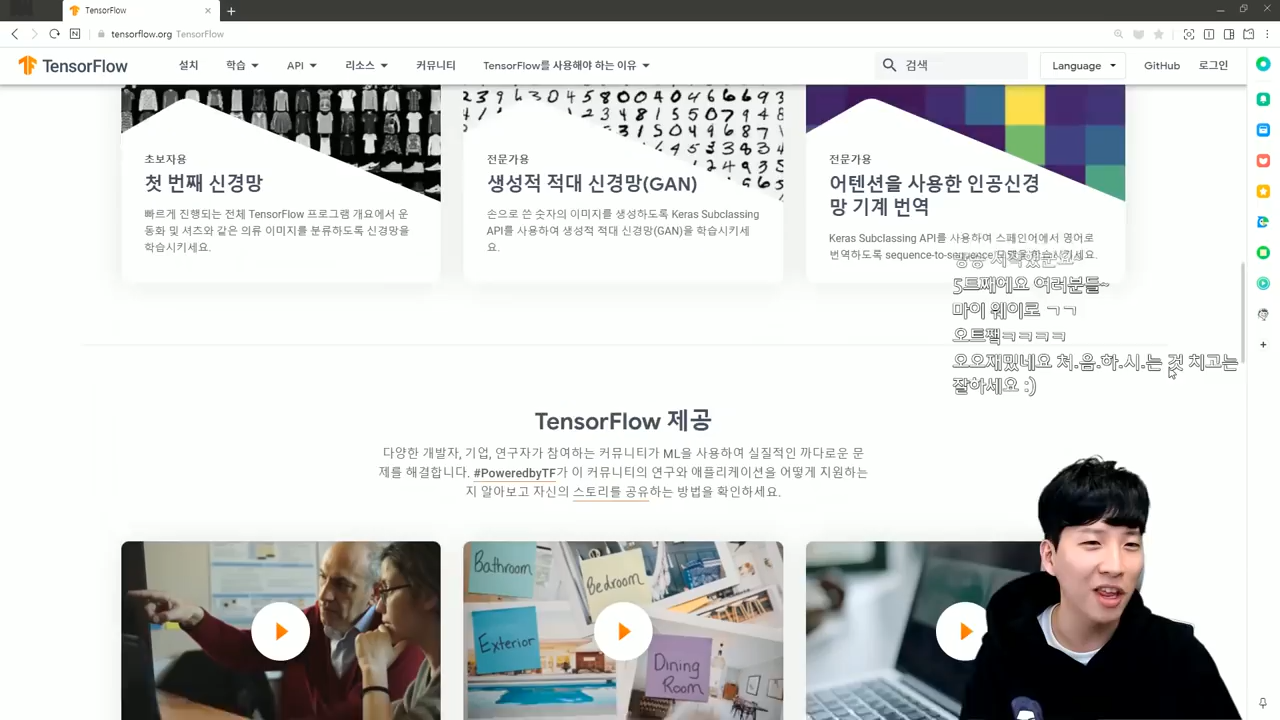 TensorFlow
tensorflow.org TensorFlow
TensorFlow
설치
학습
API
리소스
커뮤니티
TensorFlow를 사용해야 하는 이유
검색
Language
GitHub
로그인
초보자용
첫 번째 신경망
빠르게 진행되는 전체 TensorFlow 프로그램 개요에서 운
동화 및 셔츠와 같은 의류 이미지를 분류하도록 신경망을
학습시키세요.
전문가용
생성적 적대 신경망(GAN)
손으로 쓴 숫자의 이미지를 생성하도록 Keras Subclassing
API를 사용하여 생성적 적대 신경망(GAN)을 학습시키세
요.
전문가용
어텐션을 사용한 인공신경
망 기계 번역
Keras Subclassing API를 사용하여 스페인어에서 영어로
번역하도록 sequence-to-sequence
5트째에요 여러분들~
마이 웨이로 ㄱㄱ
오트잭ㅋㅋㅋㅋ
오오재밌네요 처.음.하.시.는 것 치고는
잘하세요 :)
TensorFlow 제공
다양한 개발자, 기업, 연구자가 참여하는 커뮤니티가 ML을 사용하여 실질적인 까다로운 문
제를 해결합니다. #PoweredbyTF가 이 커뮤니티의 연구와 애플리케이션을 어떻게 지원하는
지 알아보고 자신의 스토리를 공유하는 방법을 확인하세요.
Bathroom
Bedroom
Exterior
Dining
Room